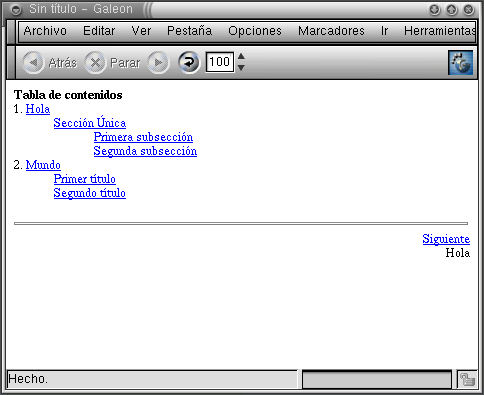 Sin título - Galeon
Archivo Editar Ver Pestaña Opciones Marcadores Ir Herramientas
Atrás Parar 100
Tabla de contenidos
1. Hola
Sección Única
Primera subsección
Segunda subsección
2. Mundo
Primer título
Segundo título
Siguiente
Hola
Hecho.